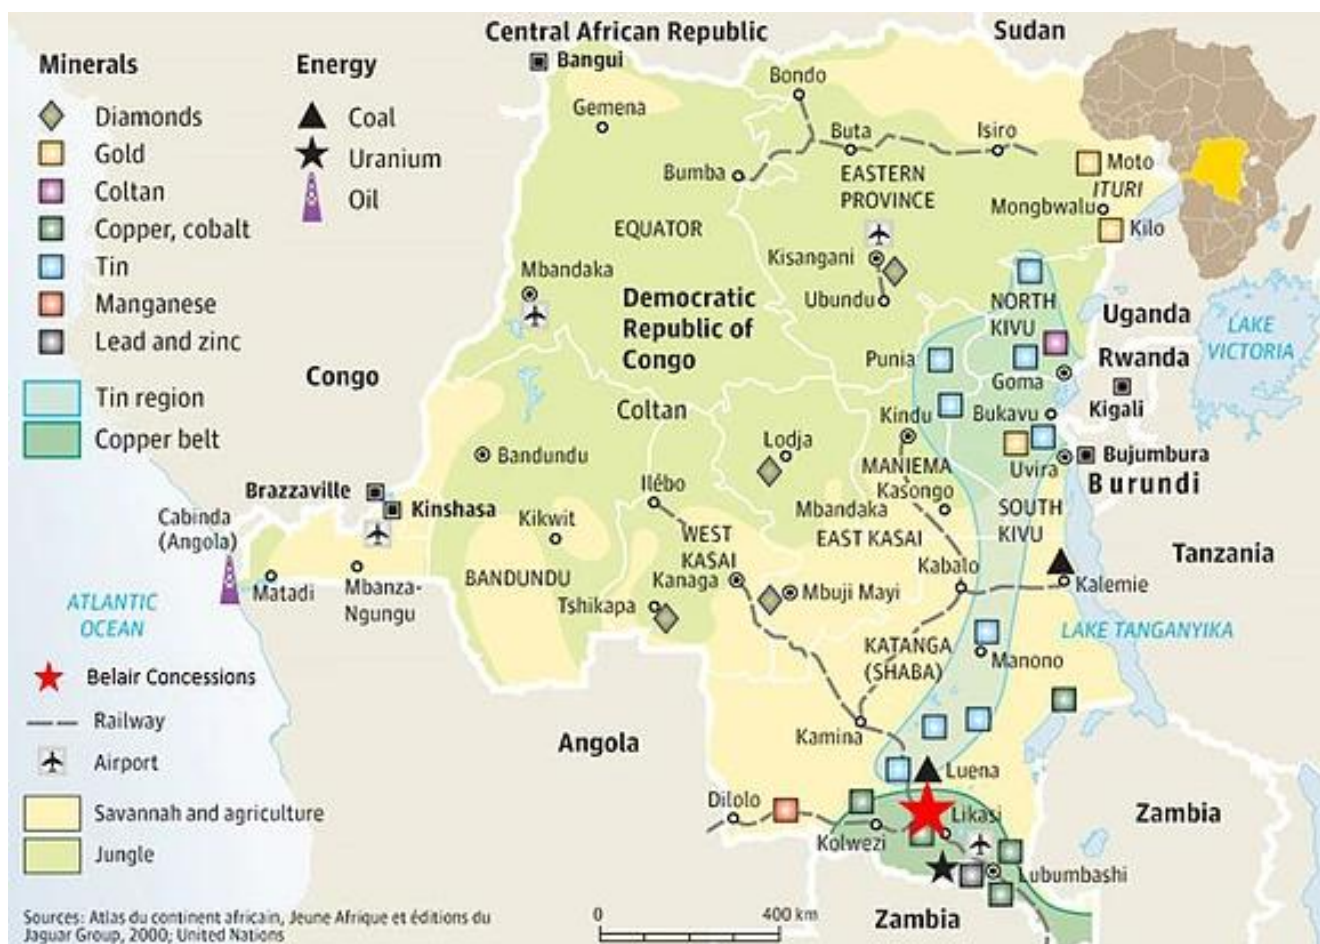 Central African Republic
Sudan
Minerals
Diamonds
Gold
Coltan
Copper, cobalt
Tin
Manganese
Lead and zinc
Tin region
Copper belt
Energy
Coal
Uranium
Oil
Bangui
Gemena
Bondo
Buta
Isiro
Bumba
EASTERN
PROVINCE
Moto
ITURI
Mongbwalu
Kilo
EQUATOR
Kisangani
Ubundu
Mbandaka
Democratic
Republic of
Congo
NORTH
KIVU
Uganda
LAKE
VICTORIA
Punia
Rwanda
Goma
Kigali
Congo
Coltan
Kindu
Bukavu
Lodja
Bandundu
MANIEMA
Uvira
Bujumbura
Burundi
Brazzaville
Kinshasa
Ilébo
Kasongo
Mbandaka
SOUTH
KIVU
Cabinda
(Angola)
Kikwit
WEST
KASAI
EAST KASAI
Tanzania
BANDUNDU
Kanaga
Mbuji Mayi
Kabalo
Kalemie
Matadi
Mbanza-
Ngungu
Tshikapa
ATLANTIC
OCEAN
LAKE TANGANYIKA
KATANGA
(SHABA)
Manono
Belair Concessions
Railway
Airport
Savannah and agriculture
Jungle
Angola
Kamina
Luena
Dilolo
Likasi
Kolwezi
Zambia
Lubumbashi
Zambia
0 400 km
Sources: Atlas du continent africain, Jeune Afrique et éditions du
Jaguar Group, 2000; United Nations